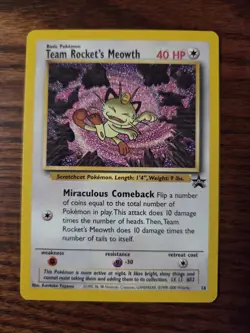 Basic Pokémon
Team Rocket's Meowth 40 HP
Scratchcat Pokémon. Length: 1'4", Weight: 9 lbs.
Miraculous Comeback Flip a
number of coins equal to the total number of
Pokémon in play. This attack does 10 damage
times the number of heads. Then, Team
Rocket's Meowth does 10 damage times the
number of tails to itself.
weakness resistance retreat cost
-30
This Pokémon is more active at night. It likes bright, shiny things
and cannot resist adding them to its collection.
18